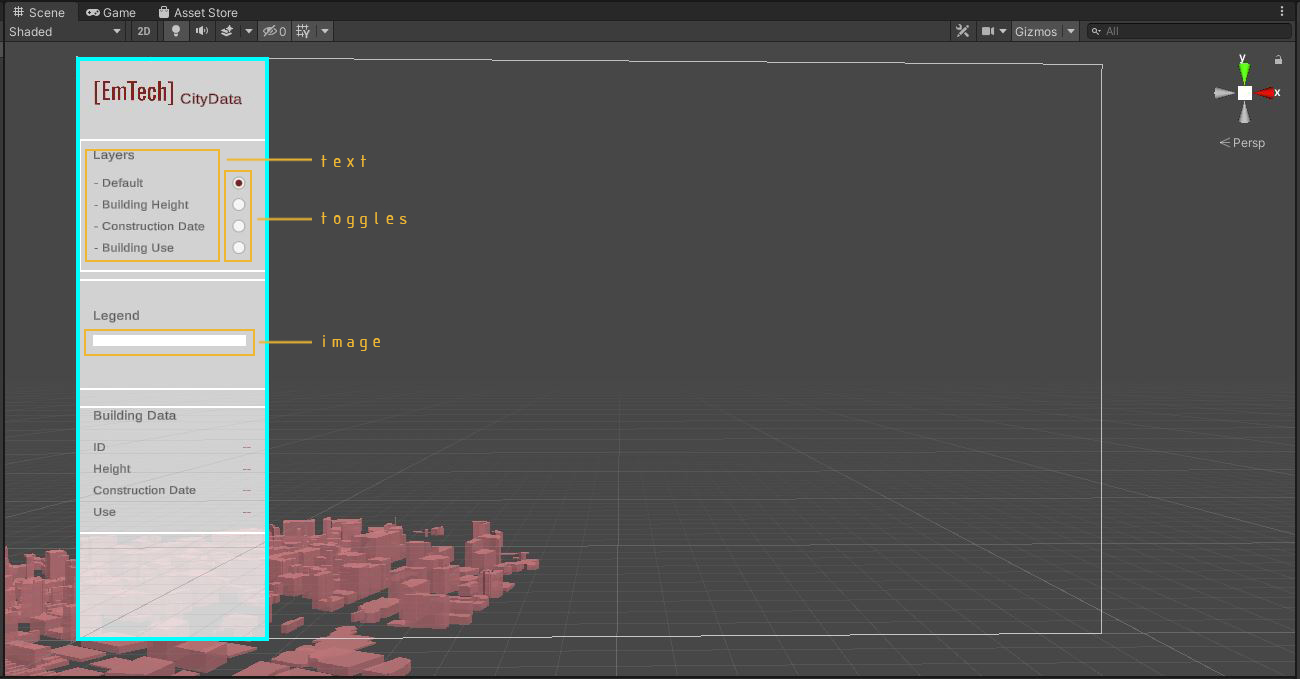 Scene Game Asset Store
Shaded 2D 0 Gizmos All
[EmTech] CityData
y
x
< Persp
Layers
text
- Default
- Building Height
toggles
- Construction Date
- Building Use
Legend
image
Building Data
ID --
Height --
Construction Date --
Use --